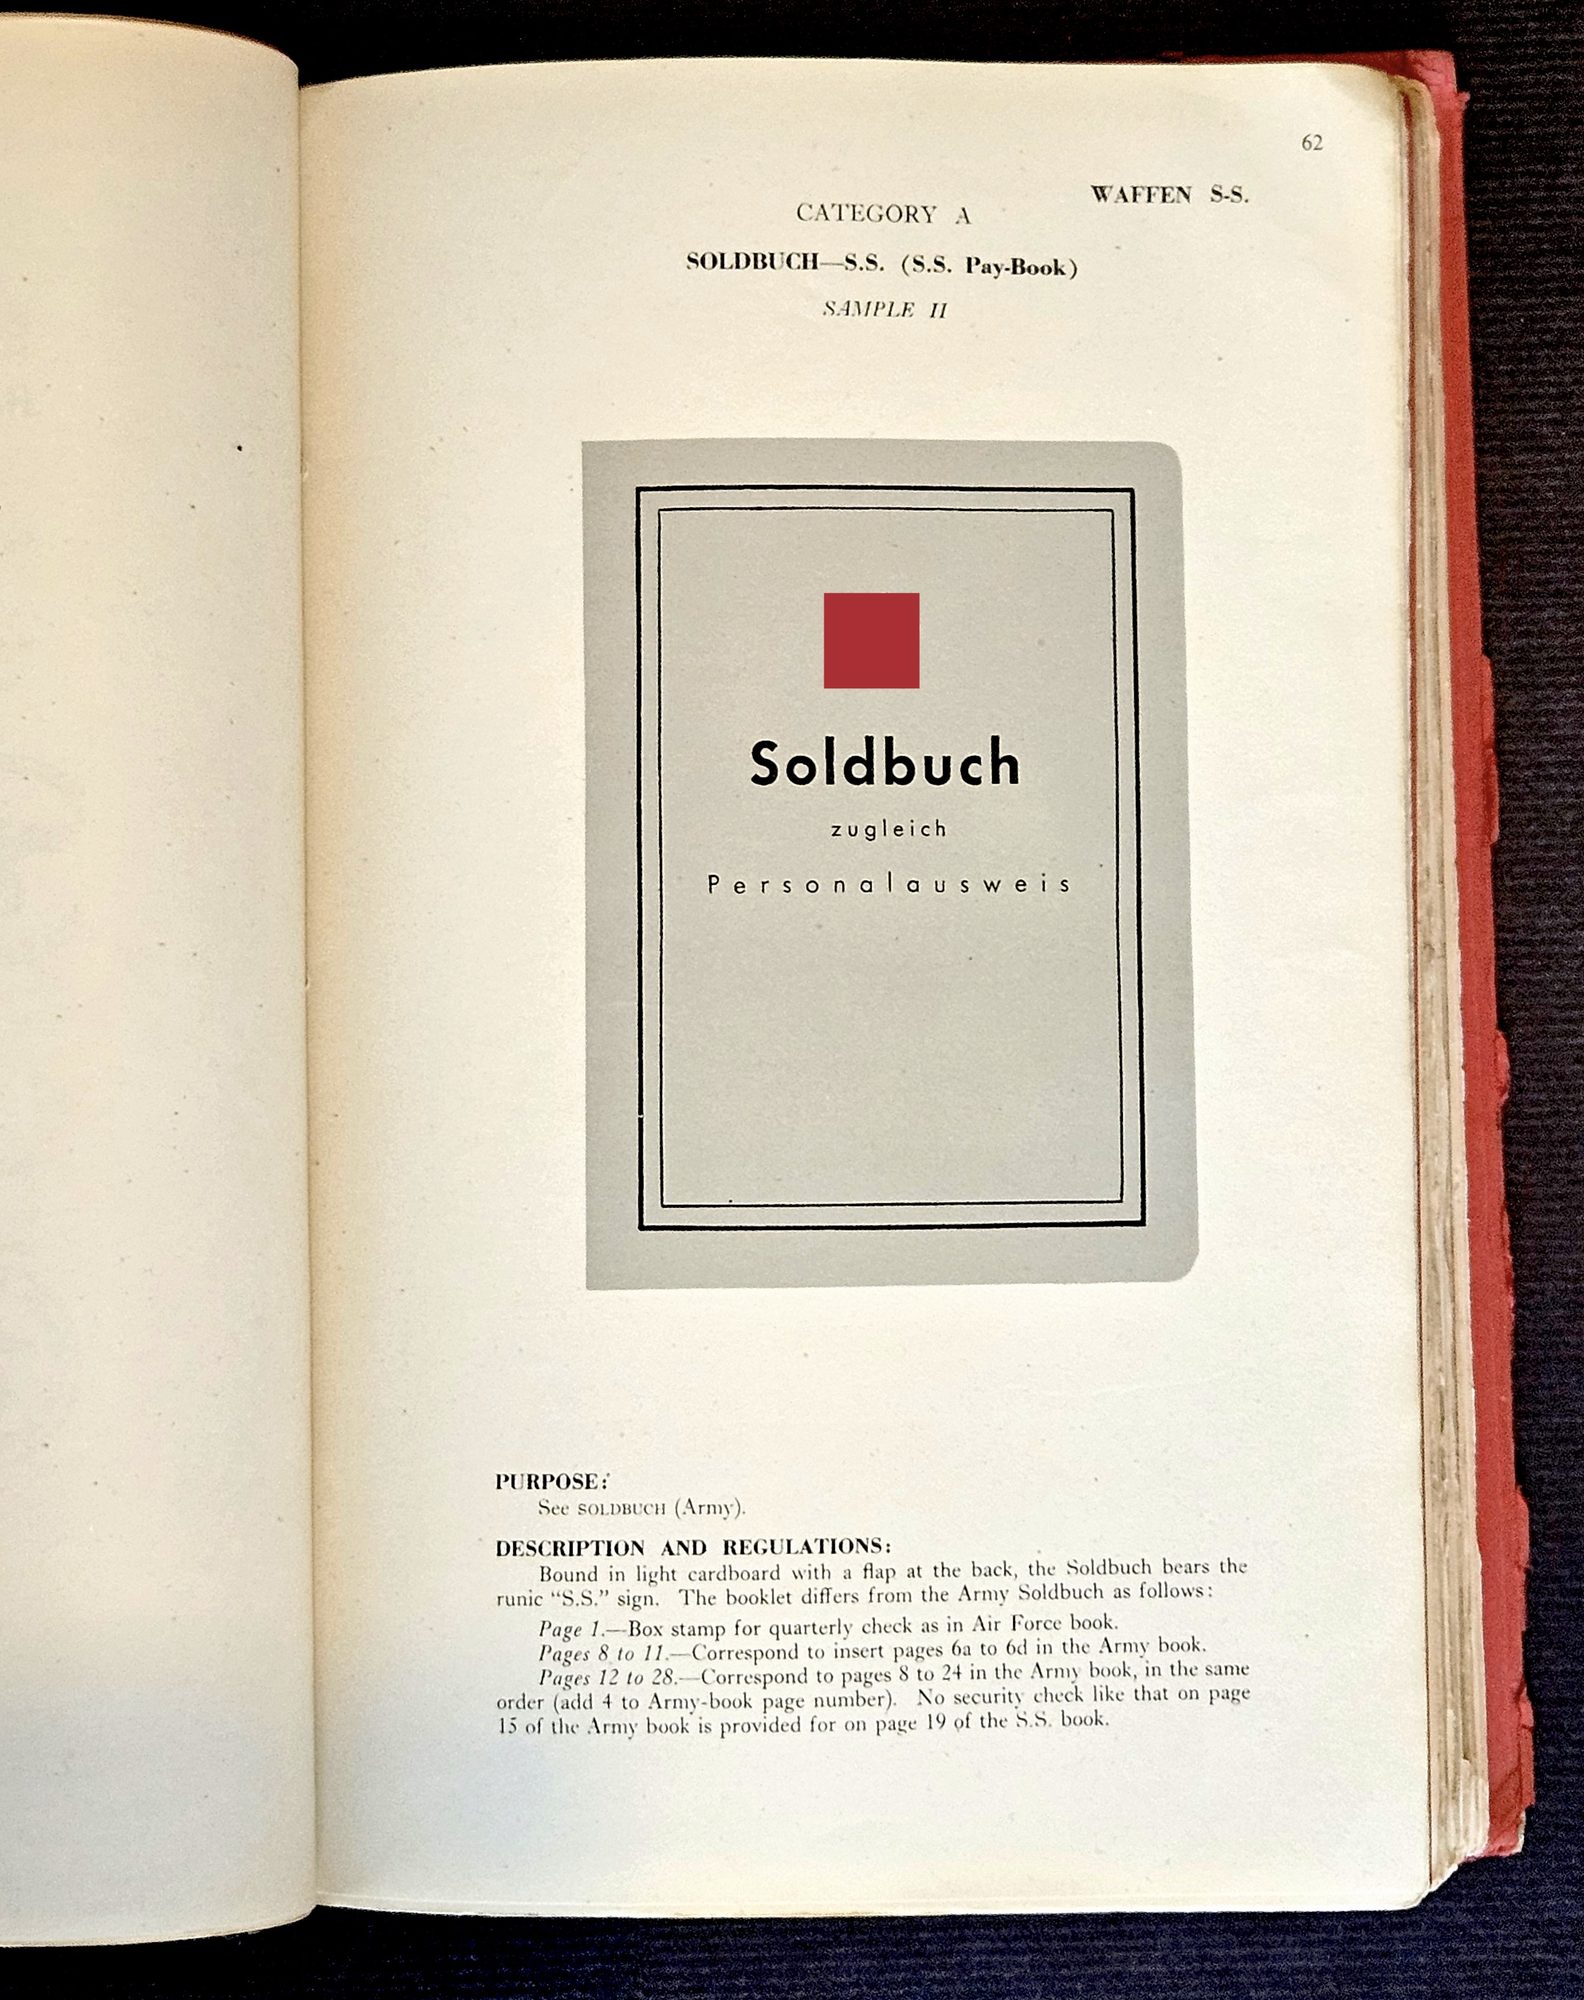 62
WAFFEN S-S.
CATEGORY A
SOLDBUCH—S.S. (S.S. Pay-Book)
SAMPLE II
Soldbuch
zugleich
Personalausweis
PURPOSE:
See SOLDBUCH (Army).
DESCRIPTION AND REGULATIONS:
Bound in light cardboard with a flap at the back, the Soldbuch bears the
runic “S.S.” sign. The booklet differs from the Army Soldbuch as follows:
Page 1.—Box stamp for quarterly check as in Air Force book.
Pages 8 to 11.—Correspond to insert pages 6a to 6d in the Army book.
Pages 12 to 28.—Correspond to pages 8 to 24 in the Army book, in the same
order (add 4 to Army-book page number). No security check like that on page
15 of the Army book is provided for on page 19 of the S.S. book.